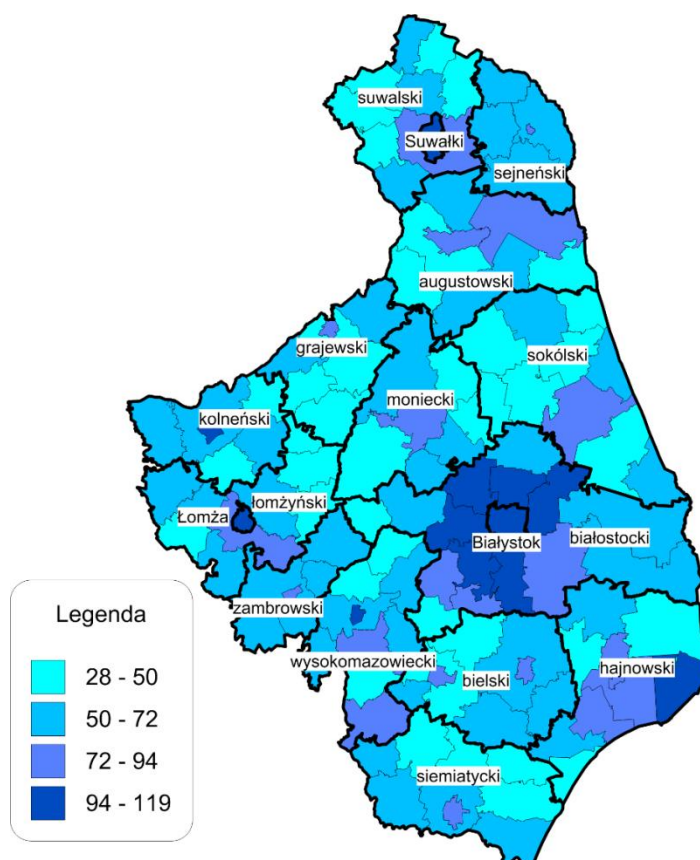 suwalski
Suwałki
sejneński
augustowski
grajewski
sokólski
moniecki
kolneński
łomżyński
Łomża
Białystok
białostocki
zambrowski
wysokomazowiecki
bielski
hajnowski
siemiatycki
Legenda
28 - 50
50 - 72
72 - 94
94 - 119